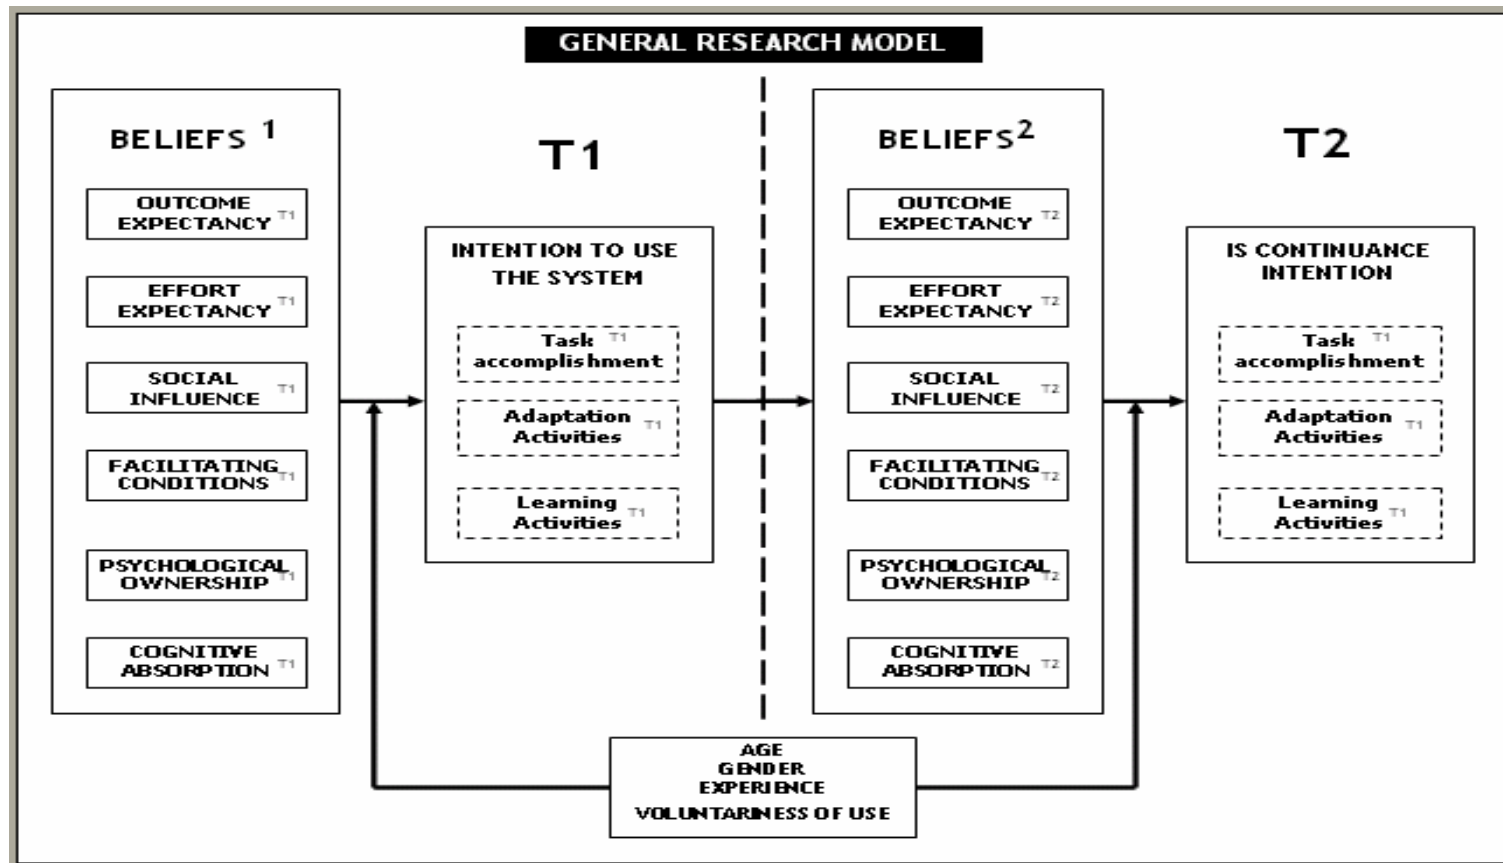 GENERAL RESEARCH MODEL
BELIEFS 1
OUTCOME
EXPECTANCY T1
EFFORT
EXPECTANCY T1
SOCIAL
INFLUENCE T1
FACILITATING
CONDITIONS T1
PSYCHOLOGICAL
OWNERSHIP T1
COGNITIVE
ABSORPTION T1
T1
INTENTION TO USE
THE SYSTEM
Task T1
accomplishment
Adaptation
Activities T1
Learning
Activities T1
BELIEFS 2
OUTCOME
EXPECTANCY T2
EFFORT
EXPECTANCY T2
SOCIAL
INFLUENCE T2
FACILITATING
CONDITIONS T2
PSYCHOLOGICAL
OWNERSHIP T2
COGNITIVE
ABSORPTION T2
T2
IS CONTINUANCE
INTENTION
Task T1
accomplishment
Adaptation
Activities T1
Learning
Activities T1
AGE
GENDER
EXPERIENCE
VOLUNTARINESS OF USE